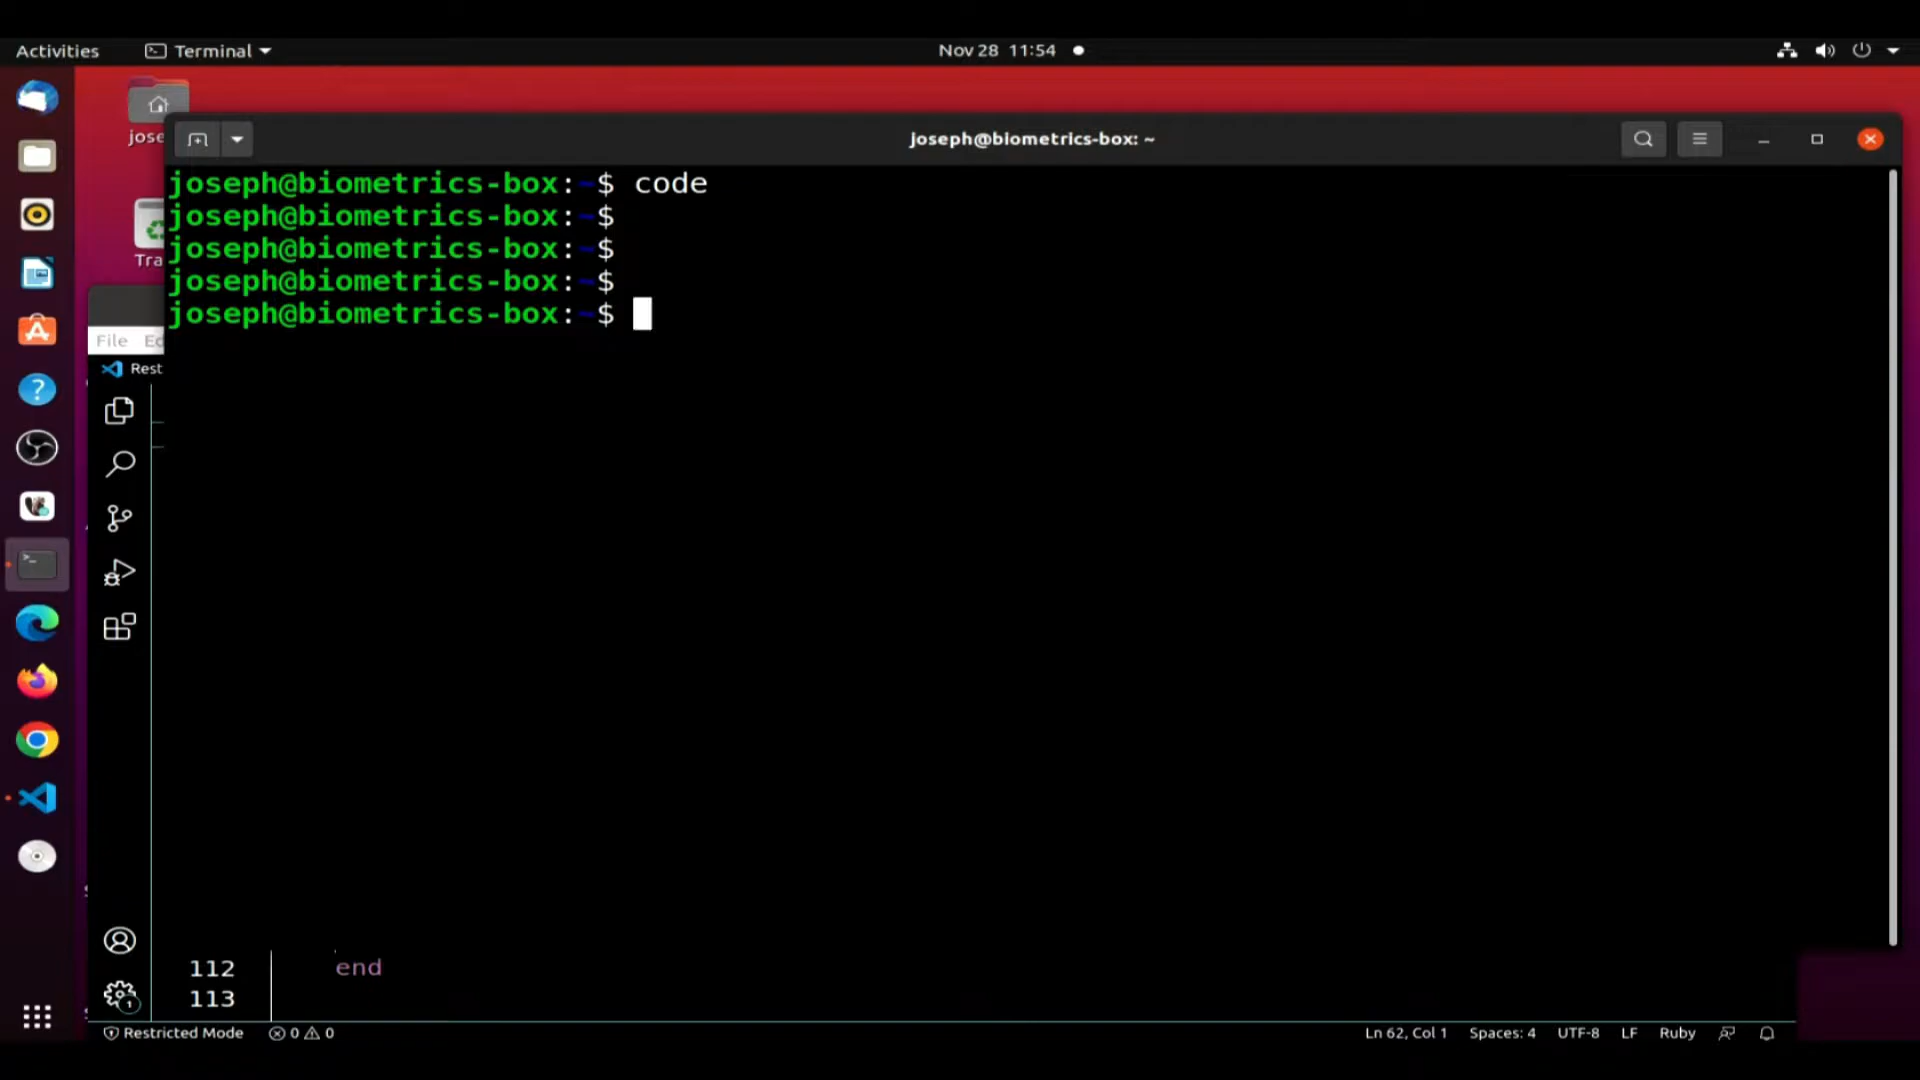 Activities Terminal Nov 28 11:54
jose
Tra
joseph@biometrics-box: ~
joseph@biometrics-box:~$ code
joseph@biometrics-box:~$
joseph@biometrics-box:~$
joseph@biometrics-box:~$
joseph@biometrics-box:~$
File Ed
Rest
112 end
113
1
Restricted Mode 0 0 Ln 62, Col 1 Spaces: 4 UTF-8 LF Ruby